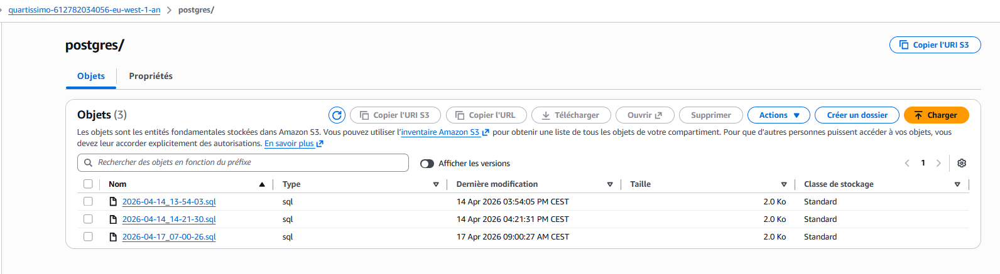 quartissimo-612782034056-eu-west-1-an > postgres/
postgres/
Copier l'URI S3
Objets
Propriétés
Objets (3)
Copier l'URI S3
Copier l'URL
Télécharger
Ouvrir
Supprimer
Actions
Créer un dossier
Charger
Les objets sont les entités fondamentales stockées dans Amazon S3. Vous pouvez utiliser l'inventaire Amazon S3 pour obtenir une liste de tous les objets de votre compartiment. Pour que d'autres personnes puissent accéder à vos objets, vous
devez leur accorder explicitement des autorisations. En savoir plus
Rechercher des objets en fonction du préfixe
Afficher les versions
1
Nom Type Dernière modification Taille Classe de stockage
2026-04-14_13-54-03.sql sql 14 Apr 2026 03:54:05 PM CEST 2.0 Ko Standard
2026-04-14_14-21-30.sql sql 14 Apr 2026 04:21:31 PM CEST 2.0 Ko Standard
2026-04-17_07-00-26.sql sql 17 Apr 2026 09:00:27 AM CEST 2.0 Ko Standard